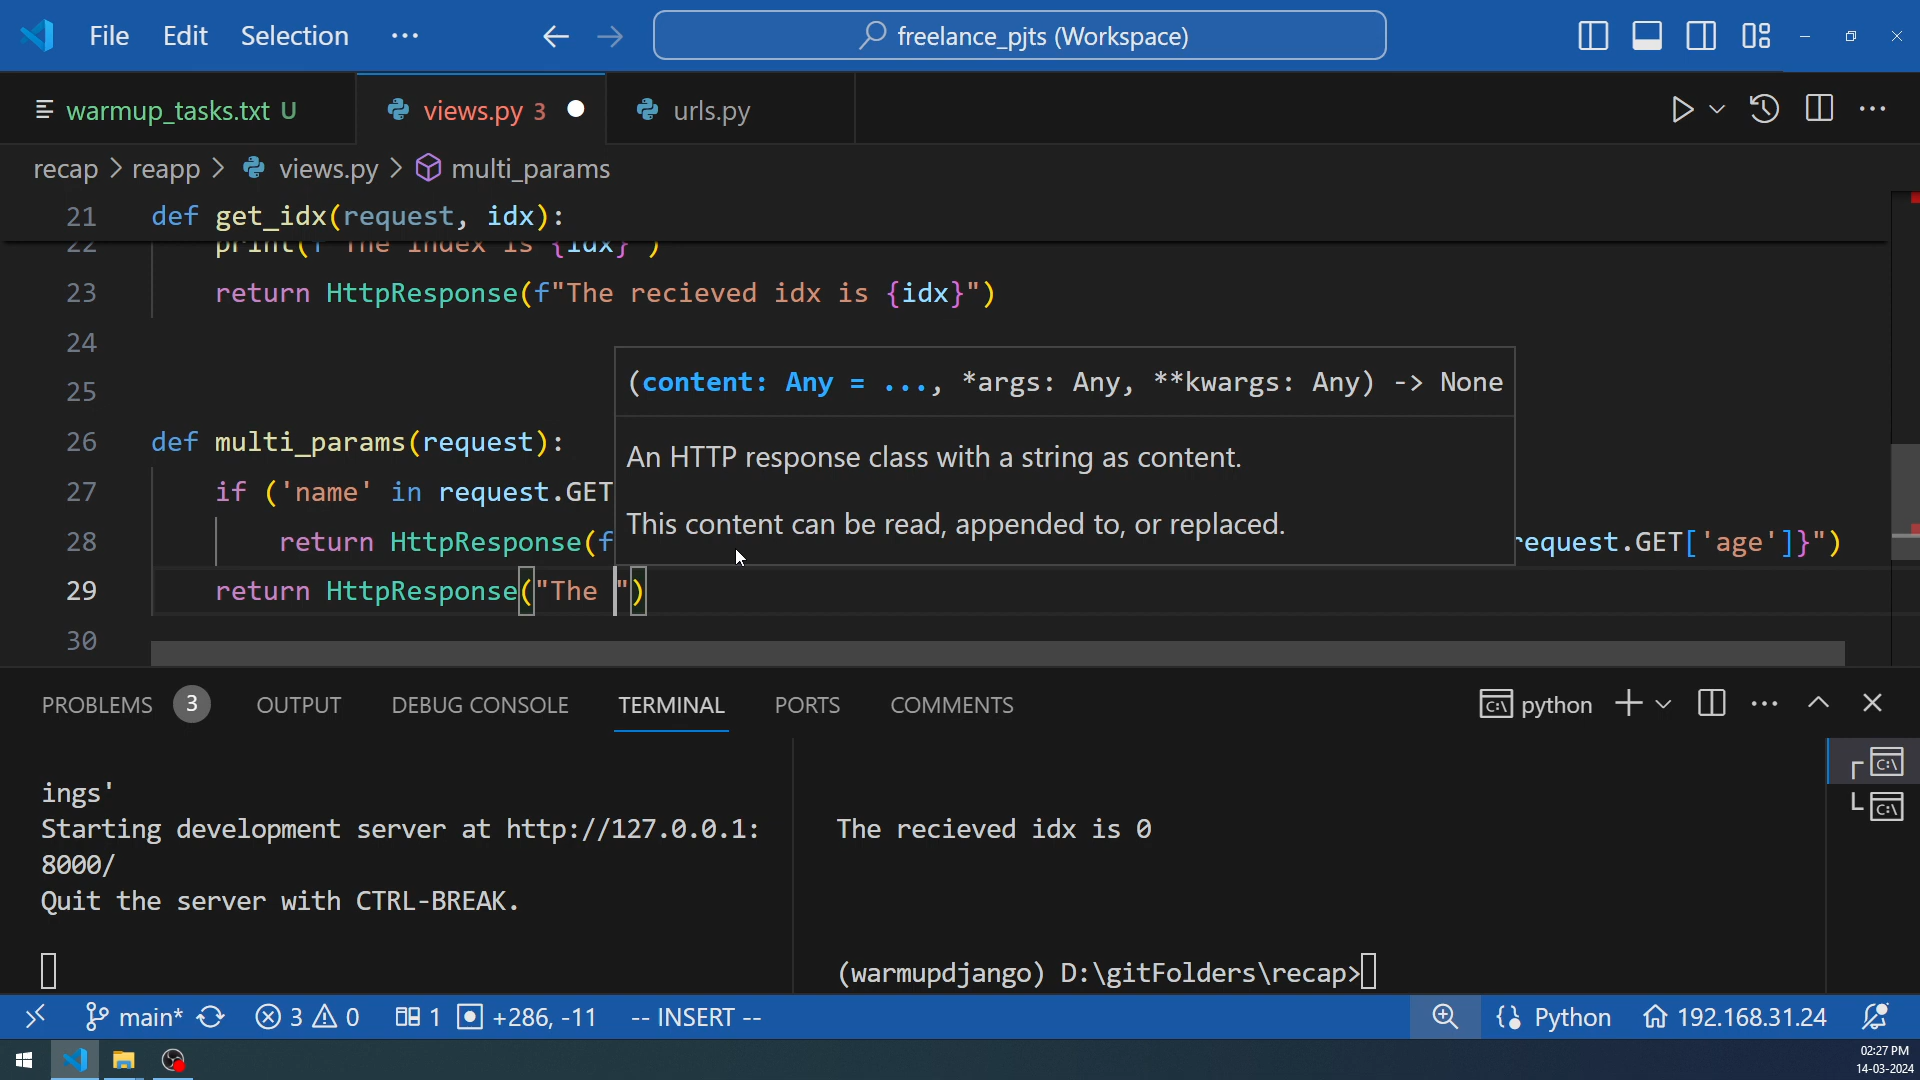 File Edit Selection ··· freelance_pjts (Workspace)
warmup_tasks.txt U views.py 3 urls.py
recap > reapp > views.py > multi_params
21 def get_idx(request, idx):
22 print(f"The index is {idx}")
23 return HttpResponse(f"The recieved idx is {idx}")
24
25
(content: Any = ..., *args: Any, **kwargs: Any) -> None
An HTTP response class with a string as content.
This content can be read, appended to, or replaced.
26 def multi_params(request):
27 if ('name' in request.GET
28 return HttpResponse(f request.GET['age']}")
29 return HttpResponse("The ")
30
PROBLEMS 3 OUTPUT DEBUG CONSOLE TERMINAL PORTS COMMENTS python
ings'
Starting development server at http://127.0.0.1:
8000/
Quit the server with CTRL-BREAK.
The recieved idx is 0
(warmupdjango) D:\gitFolders\recap>
main* 3 0 1 +286, -11 -- INSERT -- Python 192.168.31.24
02:27 PM
14-03-2024